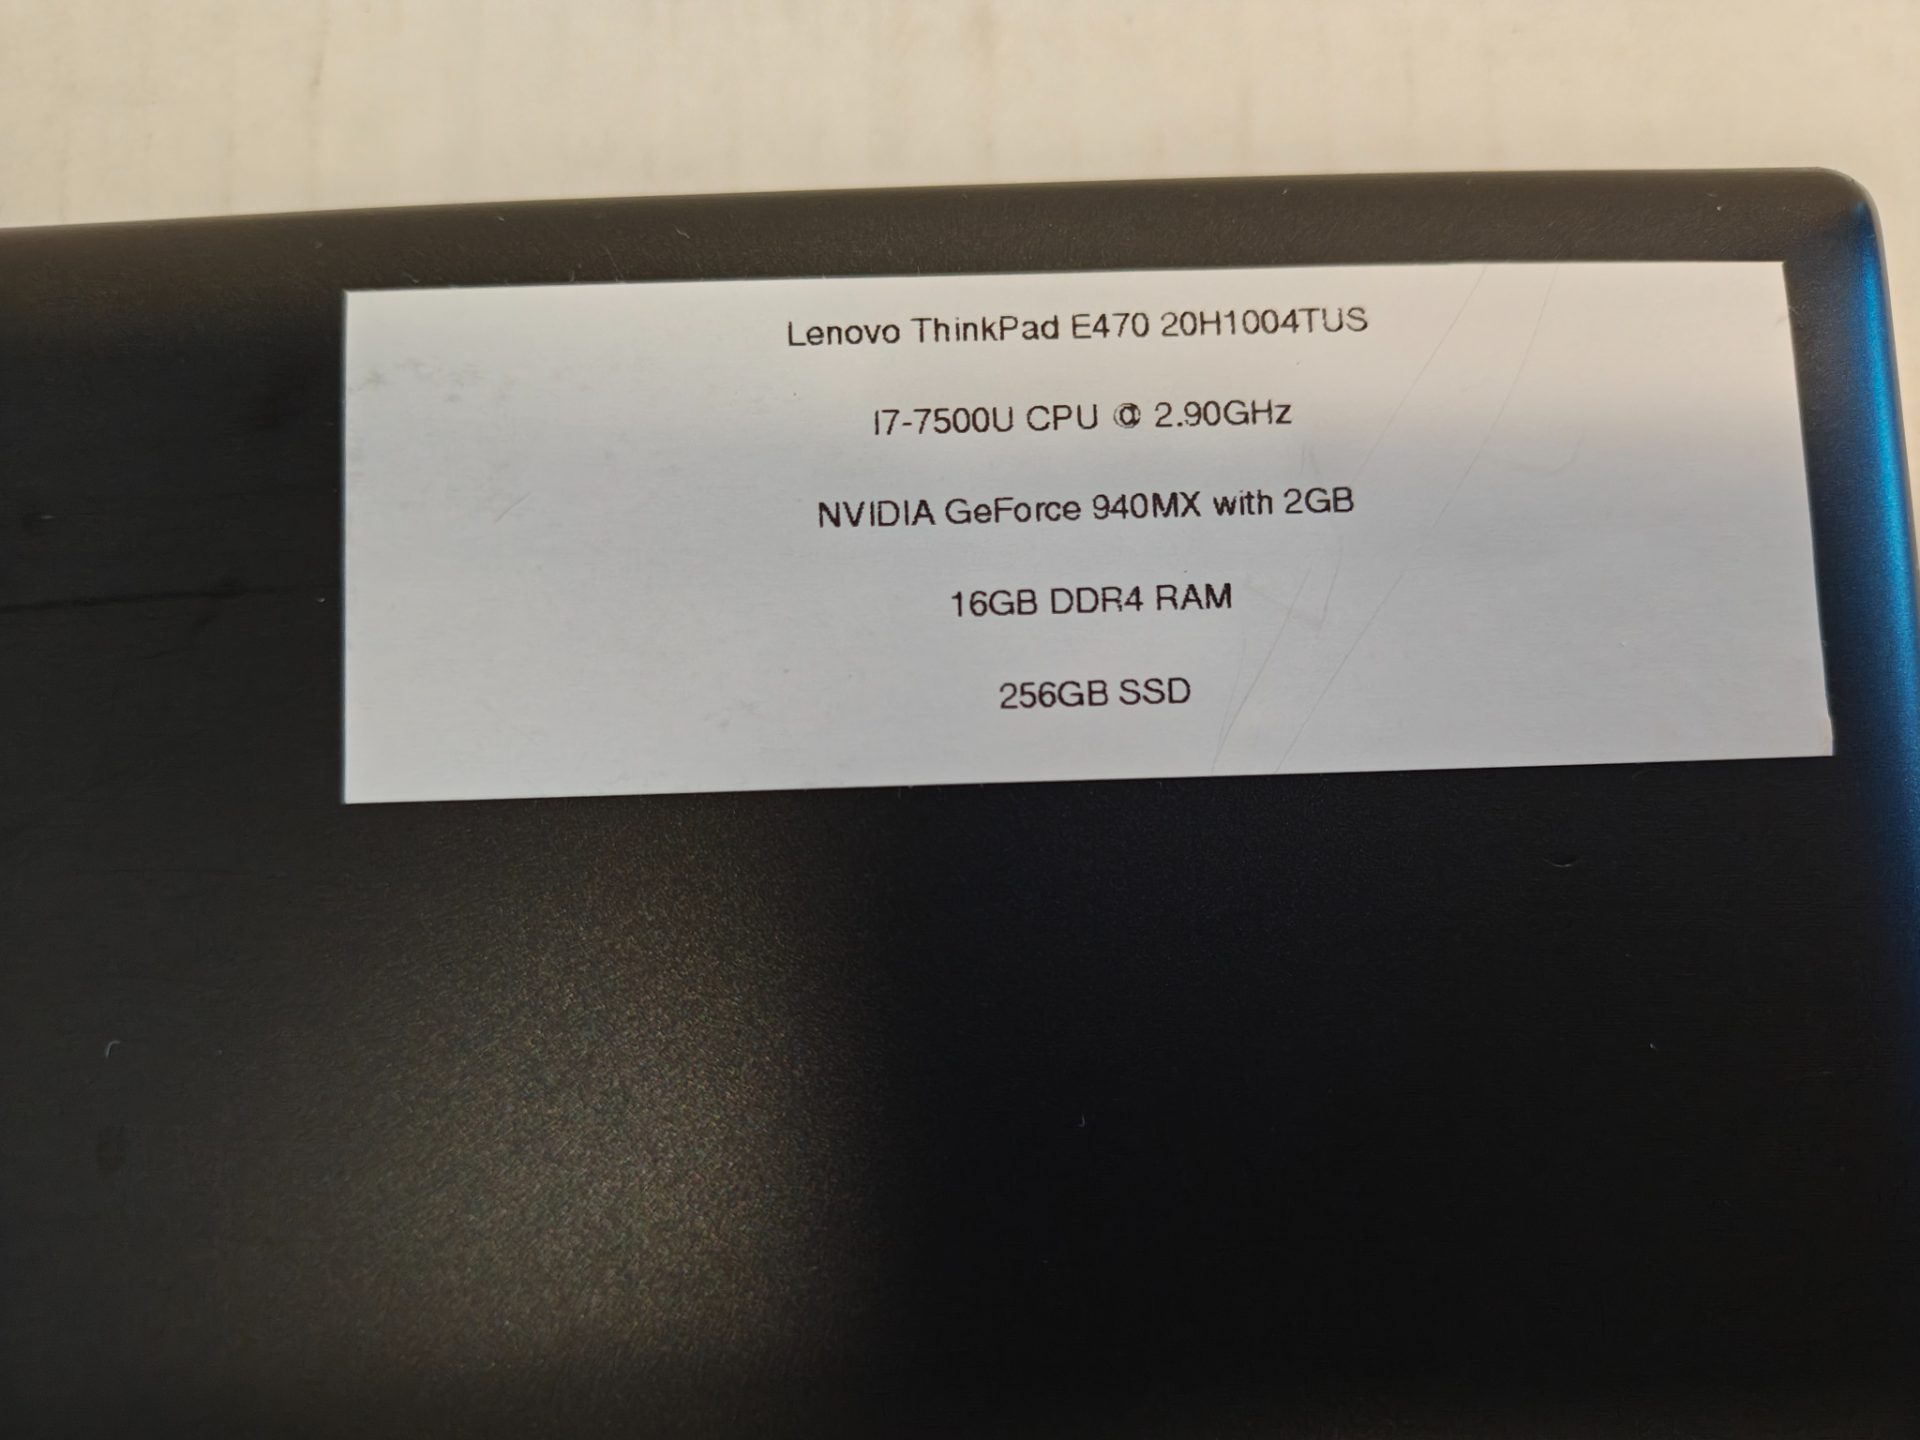 Lenovo ThinkPad E470 20H1004TUS
I7-7500U CPU @ 2.90GHz
NVIDIA GeForce 940MX with 2GB
16GB DDR4 RAM
256GB SSD